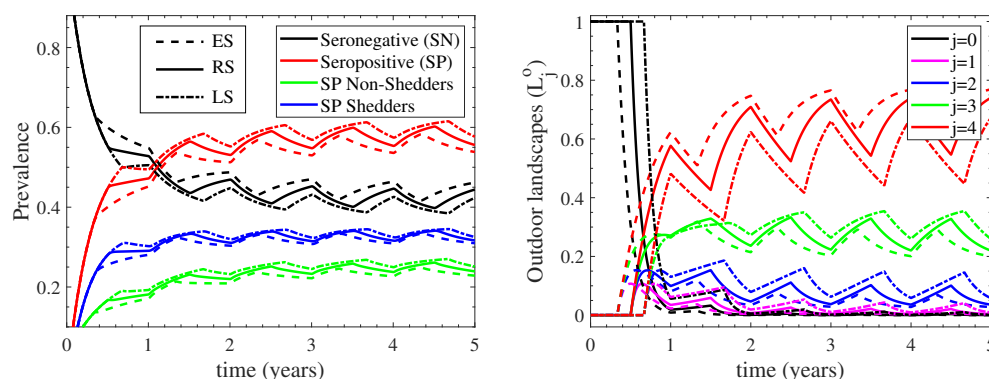 0.8
0.6
0.4
0.2
Prevalence
0 1 2 3 4 5
time (years)
ES
RS
LS
Seronegative (SN)
Seropositive (SP)
SP Non-Shedders
SP Shedders
1
0.8
0.6
0.4
0.2
0
Outdoor landscapes (L_j^o)
0 1 2 3 4 5
time (years)
j=0
j=1
j=2
j=3
j=4